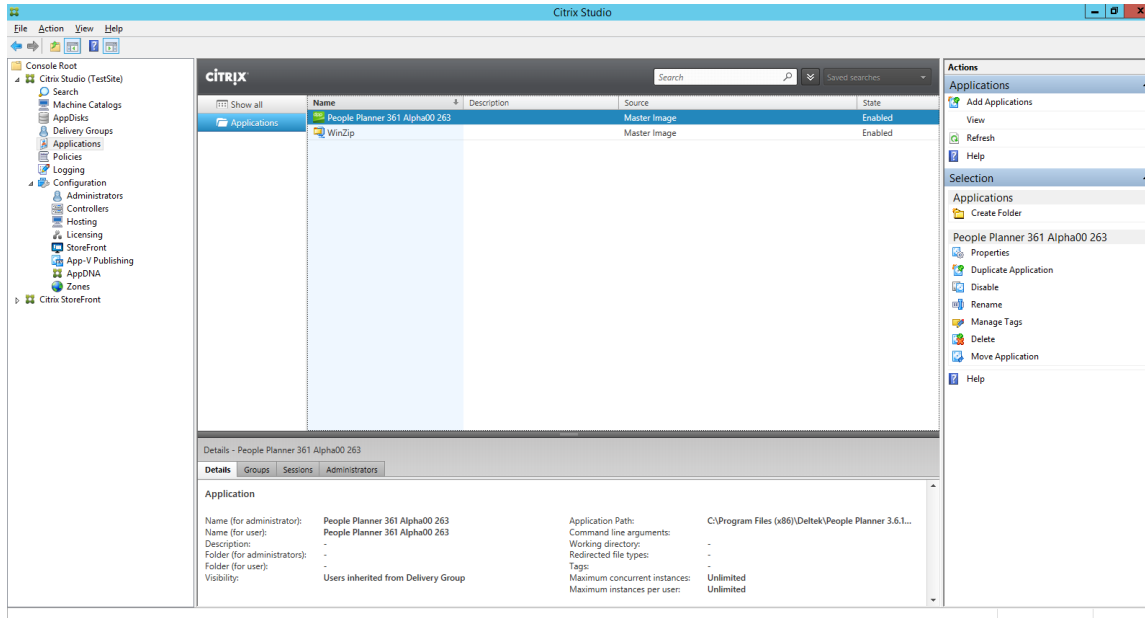 Citrix Studio
File Action View Help
Console Root
Citrix Studio (TestSite)
Search
Machine Catalogs
AppDisks
Delivery Groups
Applications
Policies
Logging
Configuration
Administrators
Controllers
Hosting
Licensing
StoreFront
App-V Publishing
AppDNA
Zones
Citrix StoreFront
CİTRIX
Search
Saved searches
Show all
Applications
Name Description Source State
People Planner 361 Alpha00 263 Master Image Enabled
WinZip Master Image Enabled
Details - People Planner 361 Alpha00 263
Details Groups Sessions Administrators
Application
Name (for administrator): People Planner 361 Alpha00 263
Name (for user): People Planner 361 Alpha00 263
Description: -
Folder (for administrators): -
Folder (for user): -
Visibility: Users inherited from Delivery Group
Application Path: C:\Program Files (x86)\Deltek\People Planner 3.6.1...
Command line arguments:
Working directory: -
Redirected file types: -
Tags: -
Maximum concurrent instances: Unlimited
Maximum instances per user: Unlimited
Actions
Applications
Add Applications
View
Refresh
Help
Selection
Applications
Create Folder
People Planner 361 Alpha00 263
Properties
Duplicate Application
Disable
Rename
Manage Tags
Delete
Move Application
Help